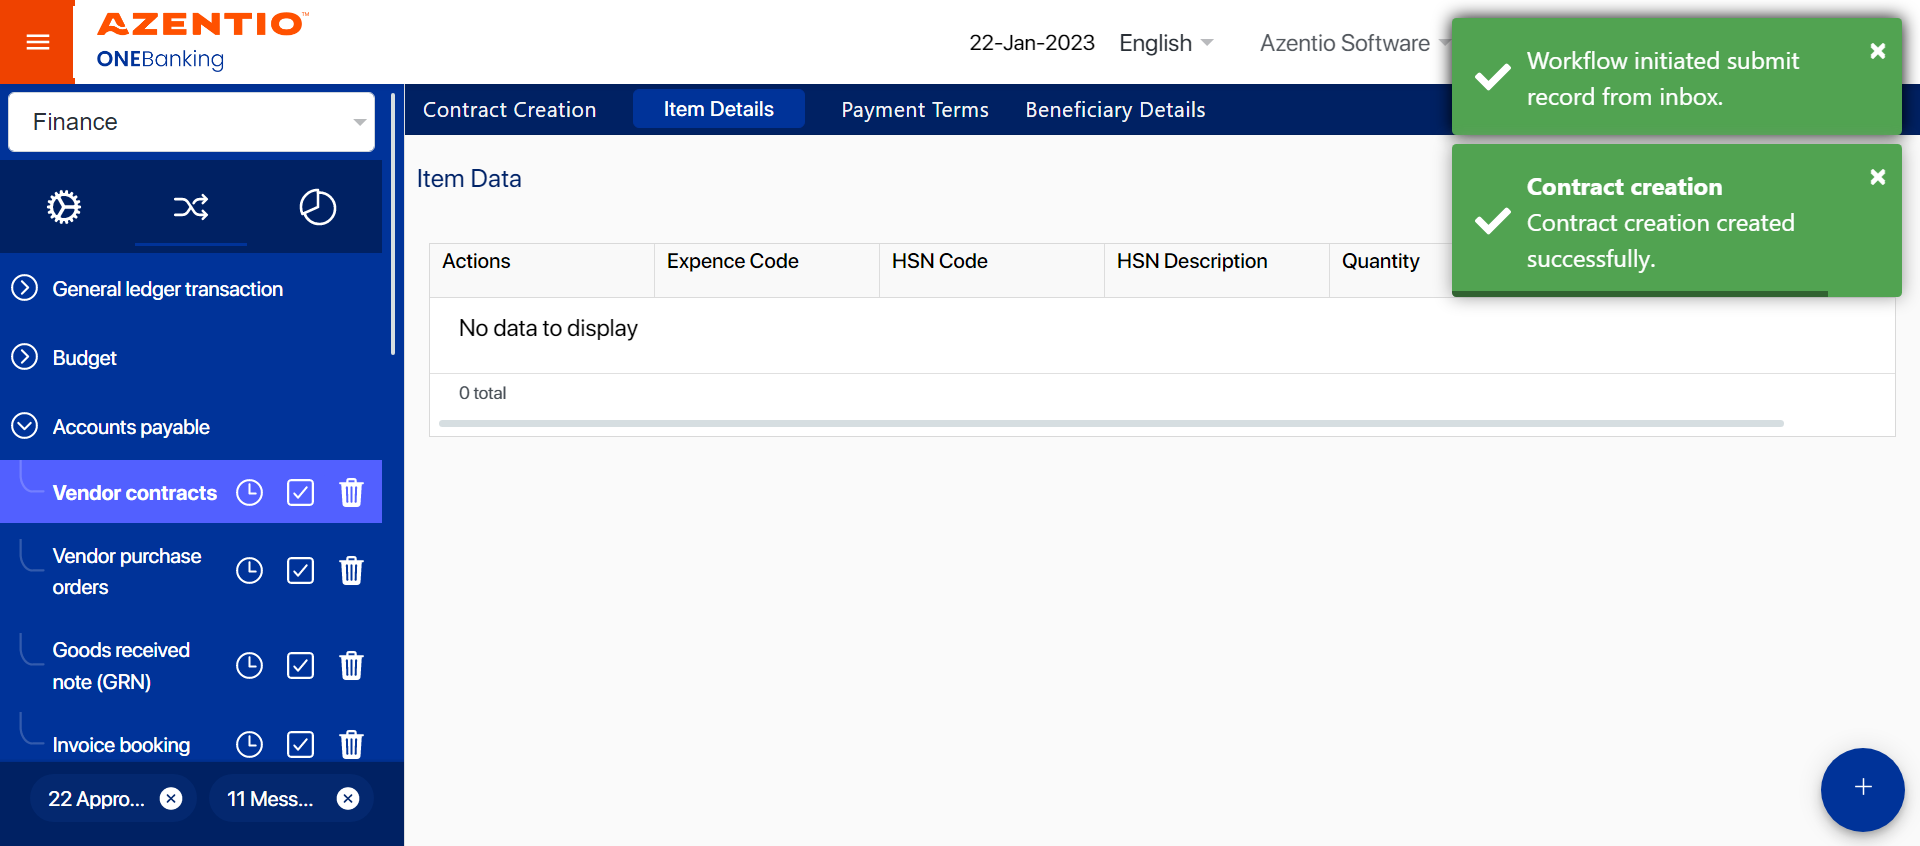 AZENTIO™
ONEBanking
22-Jan-2023
English
Azentio Software
Workflow initiated submit
record from inbox.
Contract creation
Contract creation created
successfully.
Finance
General ledger transaction
Budget
Accounts payable
Vendor contracts
Vendor purchase
orders
Goods received
note (GRN)
Invoice booking
22 Appro...
11 Mess...
Contract Creation
Item Details
Payment Terms
Beneficiary Details
Item Data
Actions
Expence Code
HSN Code
HSN Description
Quantity
No data to display
0 total